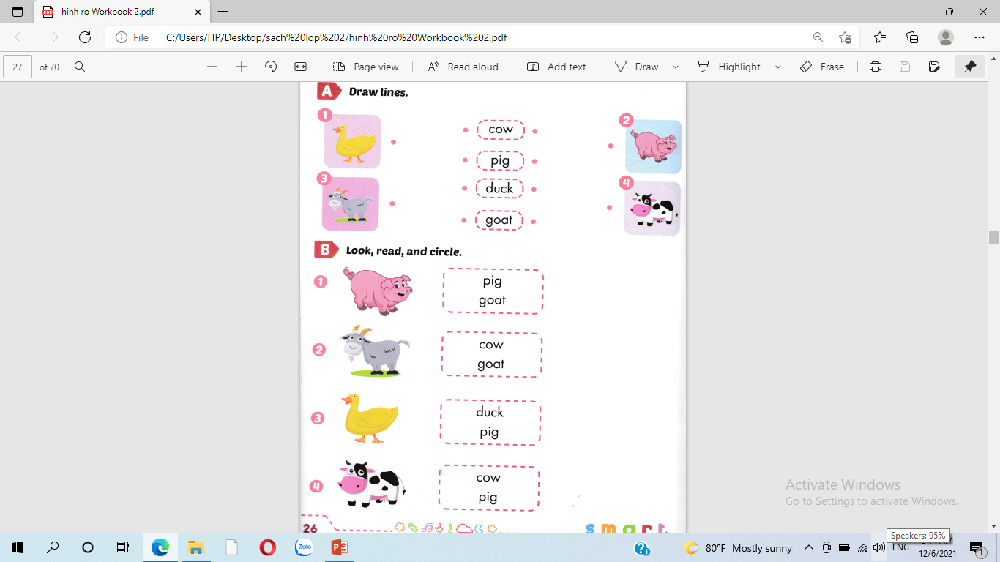 hinh ro Workbook 2.pdf
File C:/Users/HP/Desktop/sach%20lop%202/hinh%20ro%20Workbook%202.pdf
27 of 70 Page view Read aloud Add text Draw Highlight Erase
A Draw lines.
1
2
cow
pig
3
4
duck
goat
B Look, read, and circle.
1
pig
goat
2
cow
goat
3
duck
pig
4
cow
pig
26
smart
Activate Windows
Go to Settings to activate Windows.
Speakers: 95%
Zalo
80°F Mostly sunny
ENG
12/6/2021
1